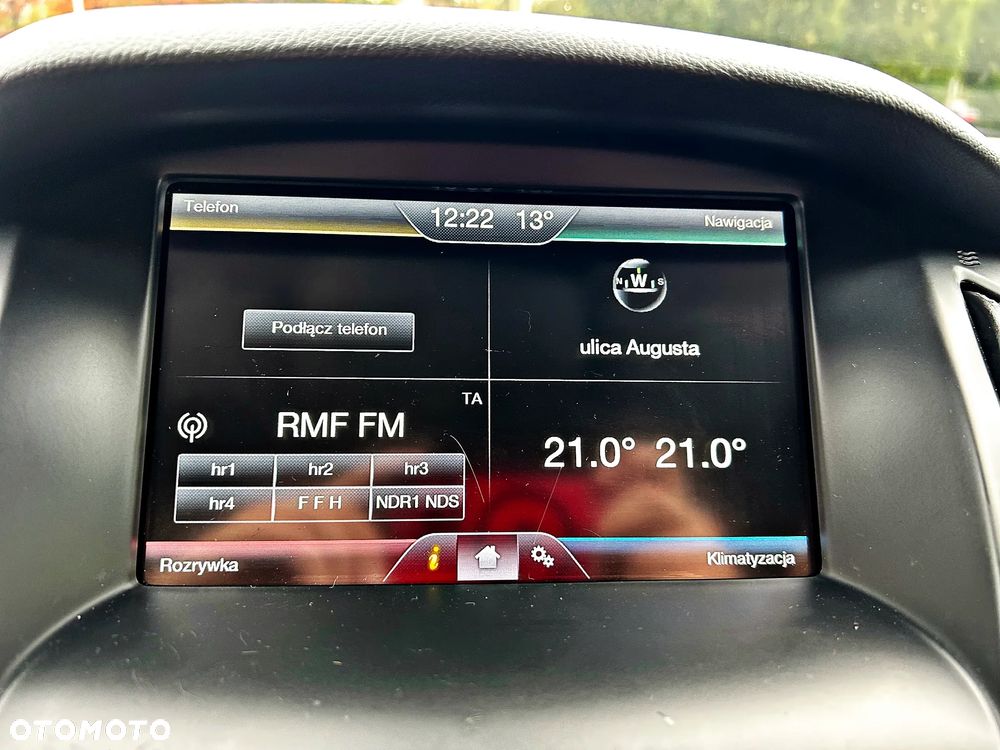 Telefon
12:22 13°
Nawigacja
Podłącz telefon
N W S
ulica Augusta
TA
RMF FM
hr1 hr2 hr3
hr4 F F H NDR1 NDS
21.0° 21.0°
Rozrywka
i
Klimatyzacja
OTOMOTO